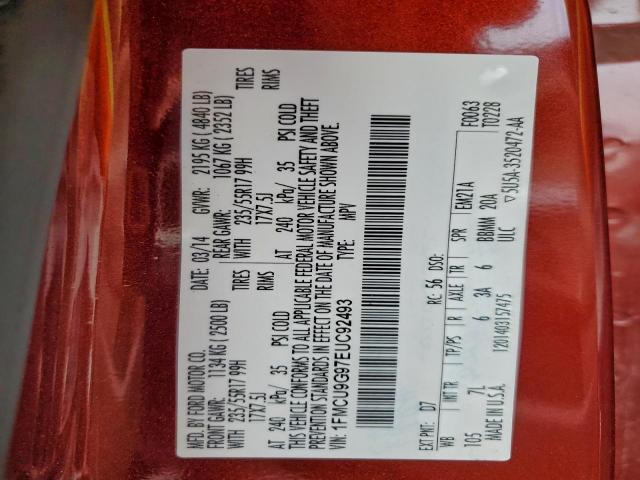 MFD. BY FORD MOTOR CO.
DATE: 03/14 GVWR: 2195 KG ( 4840 LB)
FRONT GAWR: 1134 KG ( 2500 LB) REAR GAWR: 1067 KG ( 2352 LB)
WITH 235/55R17 99H TIRES WITH 235/55R17 99H TIRES
17X7.5J RIMS 17X7.5J RIMS
AT 240 kPa/ 35 PSI COLD AT 240 kPa/ 35 PSI COLD
THIS VEHICLE CONFORMS TO ALL APPLICABLE FEDERAL MOTOR VEHICLE SAFETY AND THEFT
PREVENTION STANDARDS IN EFFECT ON THE DATE OF MANUFACTURE SHOWN ABOVE.
VIN: 1FMCU9G97EUC92493 TYPE: MPV
F0063
T0228
EXT PNT: D7 RC: 56 DSO:
WB INT TR TP/PS R AXLE TR SPR EM21A
105 7L 6 3A 6 BBMM 20A
MADE IN U.S.A. ULC
1201403157475 5U5A-3520472-AA